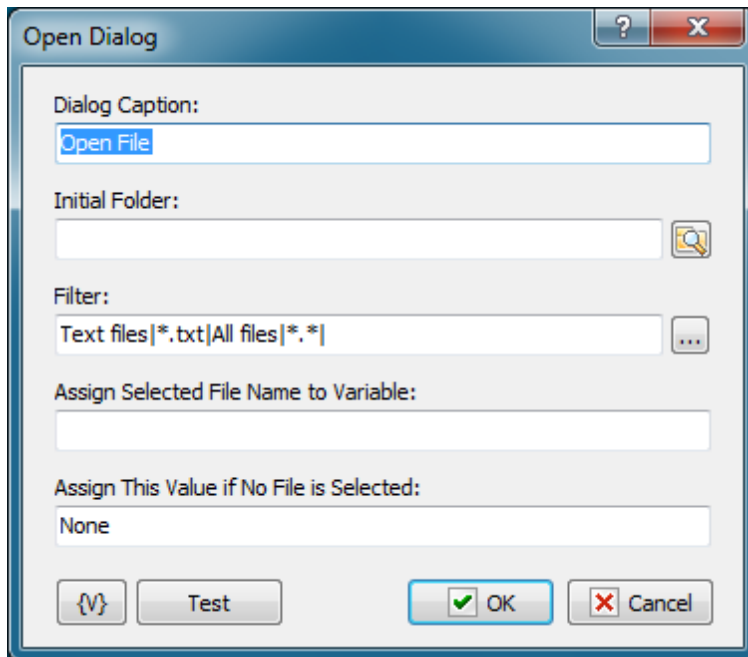 Open Dialog
?
X
Dialog Caption:
Open File
Initial Folder:
Filter:
Text files|*.txt|All files|*.*|
...
Assign Selected File Name to Variable:
Assign This Value if No File is Selected:
None
{V} Test OK Cancel